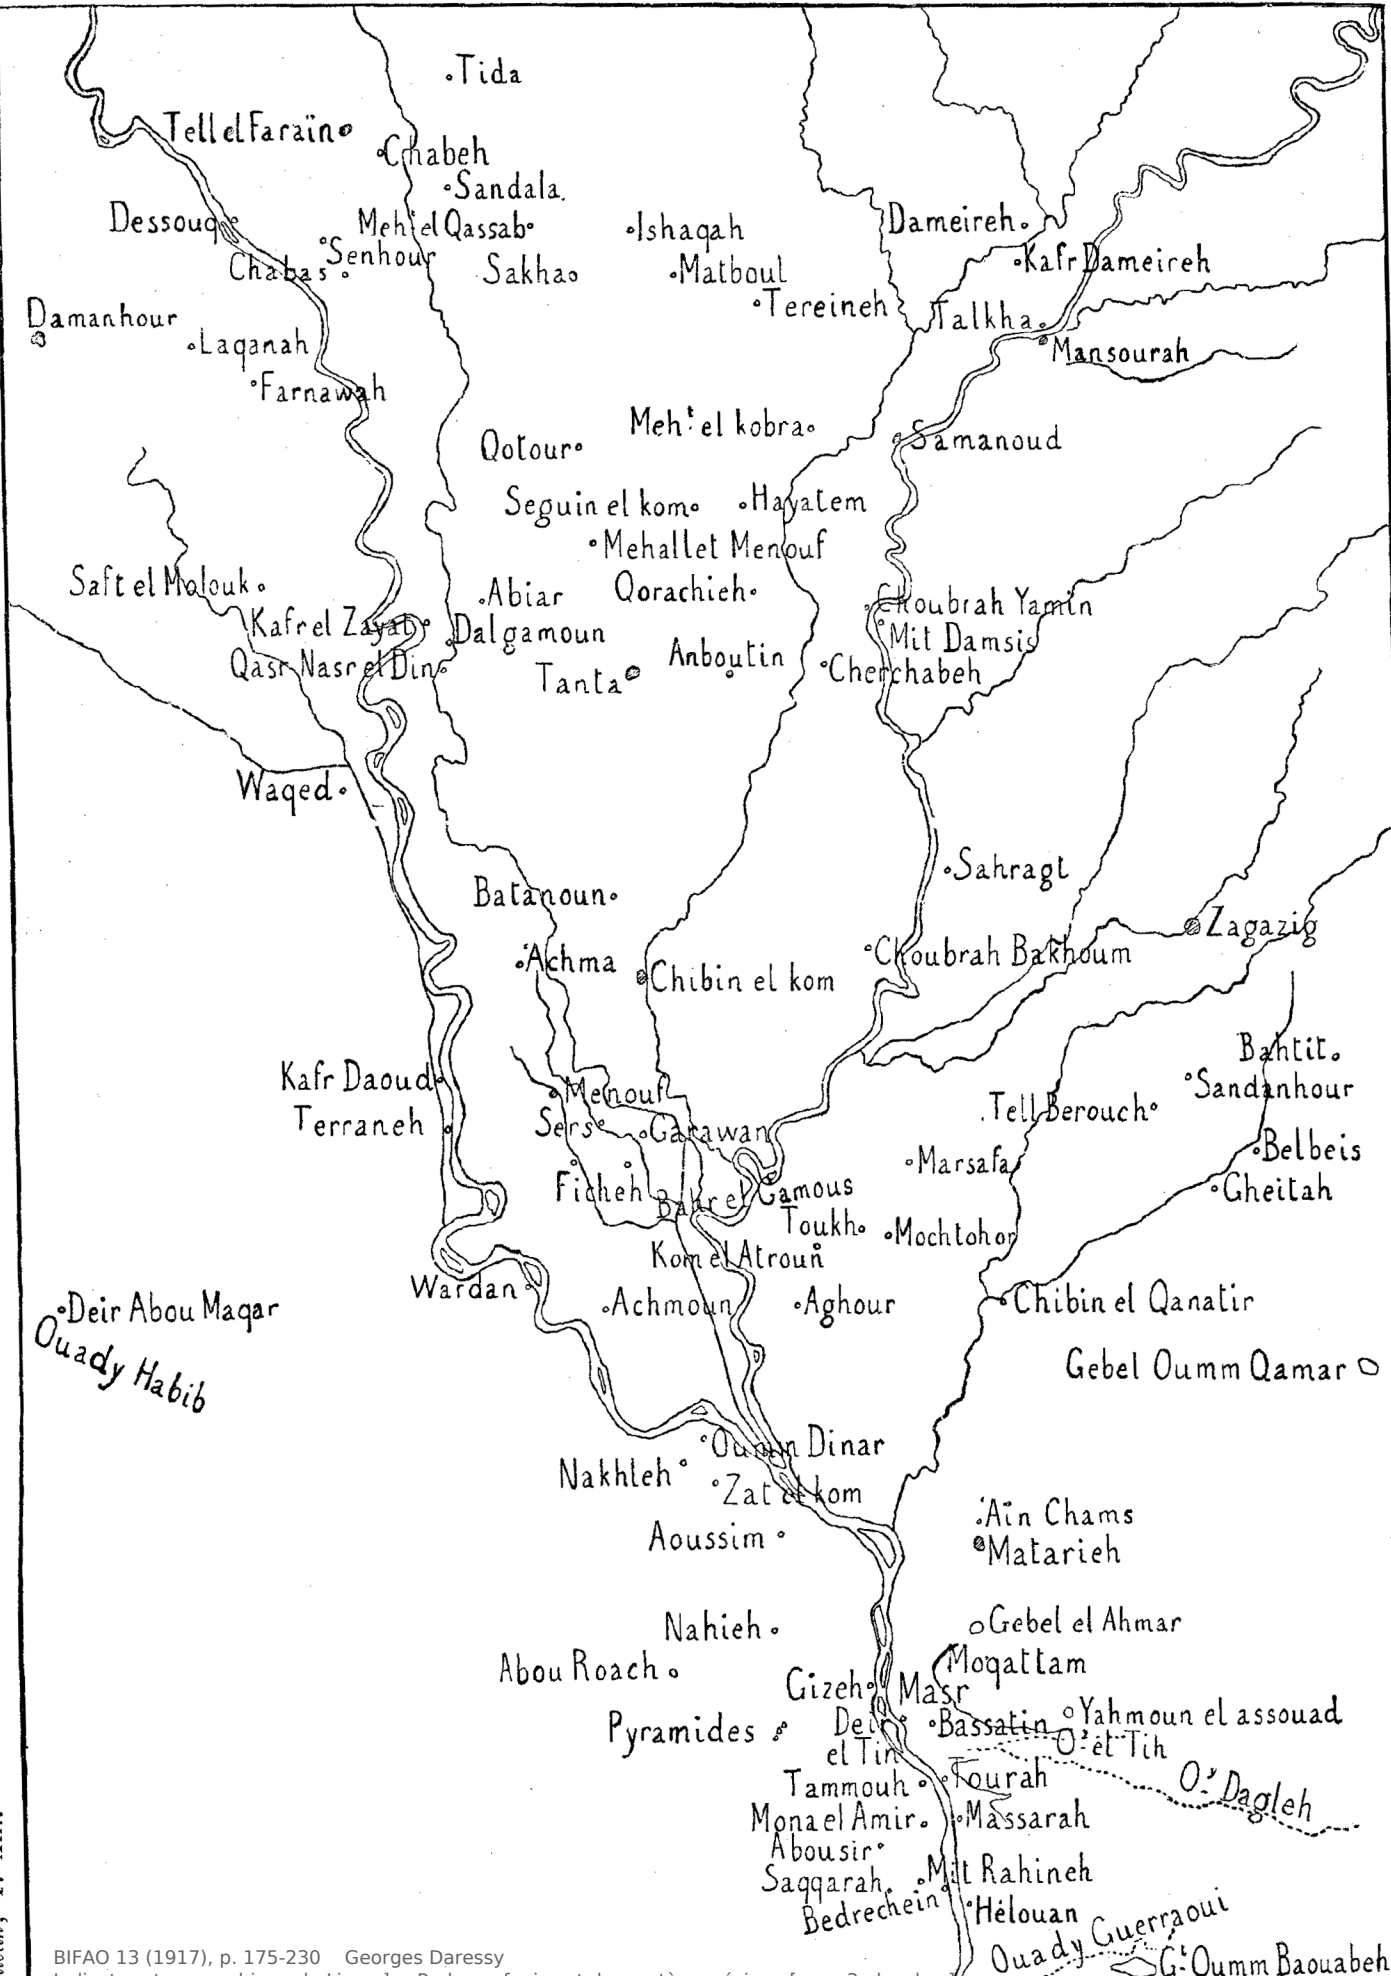 Tida
Tell el Faraïn
Chabeh
Sandala.
Dessouq
Meh.t el Qassab
Ishaqah
Dameireh
Senhour
Chabas
Sakha
Matboul
Kafr Dameireh
Tereineh
Talkha
Damanhour
Laqanah
Mansourah
Farnawah
Meh.t el kobra
Qotour
Samanoud
Seguin el kom
Hayatem
Mehallet Menouf
Saft el Molouk
Abiar
Qorachieh
Choubrah Yamin
Kafr el Zayat
Dalgamoun
Mit Damsis
Qasr Nasr el Din
Tanta
Anboutin
Cherchabeh
Waqed
Sahragt
Batanoun
Zagazig
Achma
Chibin el kom
Choubrah Bakhoum
Bahtit
Kafr Daoud
Menouf
Sandanhour
Terraneh
Sers
Garawan
Tell Berouch
Belbeis
Marsafa
Ficheh
Bahr el Gamous
Gheitah
Toukh
Mochtohor
Kom el Atroun
Wardan
Achmoun
Aghour
Chibin el Qanatir
Deir Abou Maqar
Ouady Habib
Gebel Oumm Qamar
Oumm Dinar
Nakhleh
Zat el kom
Aoussim
'Aïn Chams
Matarieh
Nahieh
Gebel el Ahmar
Abou Roach
Moqattam
Gizeh
Masr
Pyramides
Deir
el Tin
Bassatin
Yahmoun el assouad
O.y et Tih
Tammouh
Tourah
O.y Dagleh
Mona el Amir
Massarah
Abousir
Saqqarah
Mit Rahineh
Bedrechein
Hélouan
Ouady Guerraoui
G.l Oumm Baouabeh
BIFAO 13 (1917), p. 175-230 Georges Daressy